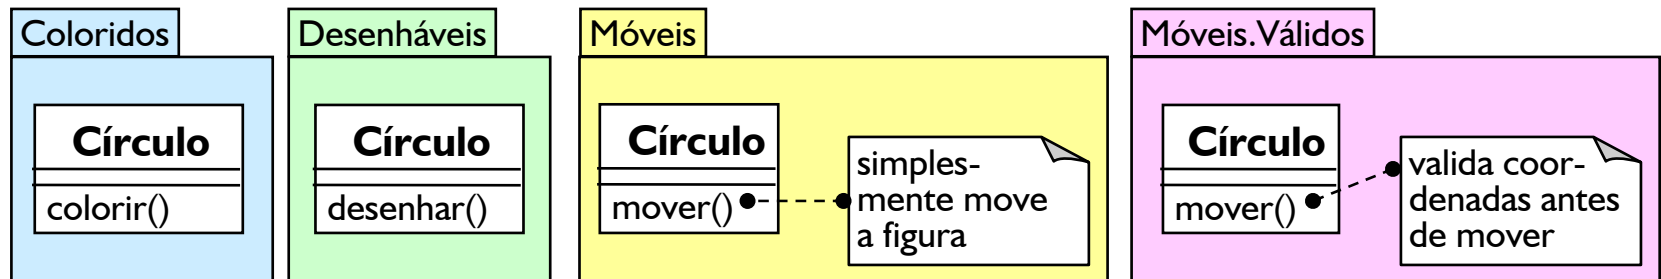 Coloridos
Círculo
colorir()
Desenháveis
Círculo
desenhar()
Móveis
Círculo
mover()
simples-
mente move
a figura
Móveis.Válidos
Círculo
mover()
valida coor-
denadas antes
de mover